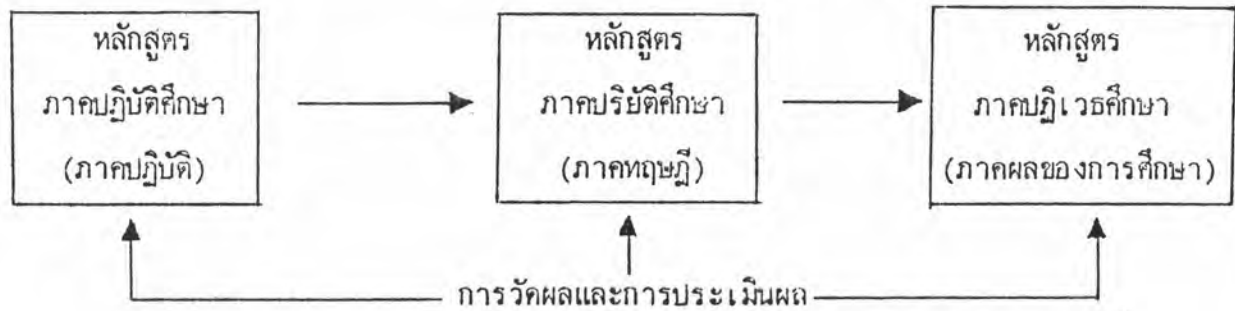 หลักสูตร
ภาคปฏิบัติศึกษา
(ภาคปฏิบัติ)
หลักสูตร
ภาคปริยัติศึกษา
(ภาคทฤษฎี)
หลักสูตร
ภาคปฏิเวธศึกษา
(ภาคผลของการศึกษา)
การวัดผลและการประเมินผล